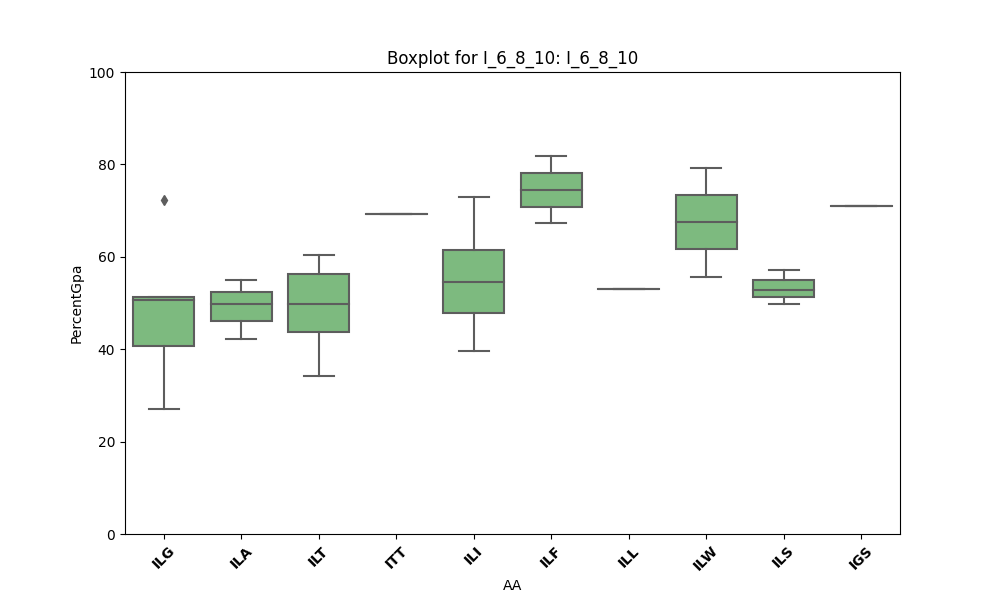 Boxplot for I_6_8_10: I_6_8_10
PercentGpa
100
80
60
40
20
0
ILG ILA ILT ITT ILI ILF ILL ILW ILS IGS
AA